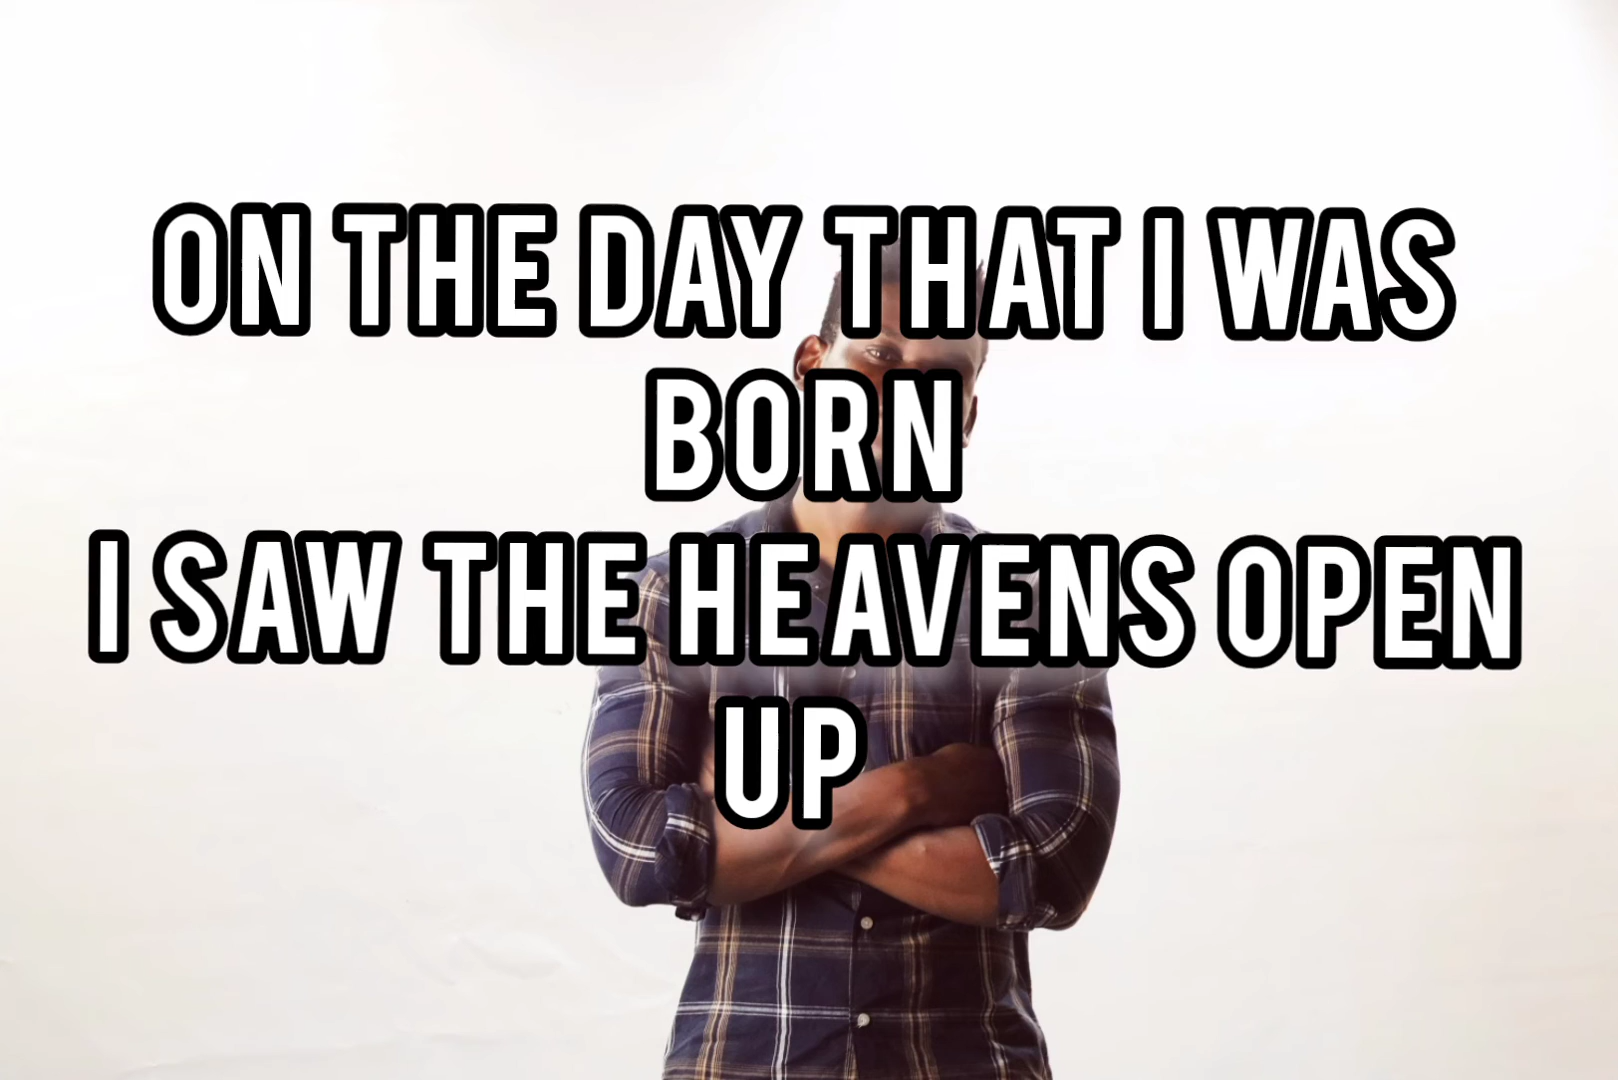 ON THE DAY THAT I WAS
BORN
I SAW THE HEAVENS OPEN
UP